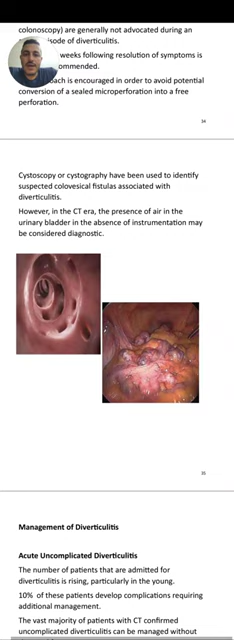 colonoscopy) are generally not advocated during an
isode of diverticulitis.
weeks following resolution of symptoms is
ommended.
oach is encouraged in order to avoid potential
conversion of a sealed microperforation into a free
perforation.
34
Cystoscopy or cystography have been used to identify
suspected colovesical fistulas associated with
diverticulitis.
However, in the CT era, the presence of air in the
urinary bladder in the absence of instrumentation may
be considered diagnostic.
35
Management of Diverticulitis
Acute Uncomplicated Diverticulitis
The number of patients that are admitted for
diverticulitis is rising, particularly in the young.
10% of these patients develop complications requiring
additional management.
The vast majority of patients with CT confirmed
uncomplicated diverticulitis can be managed without